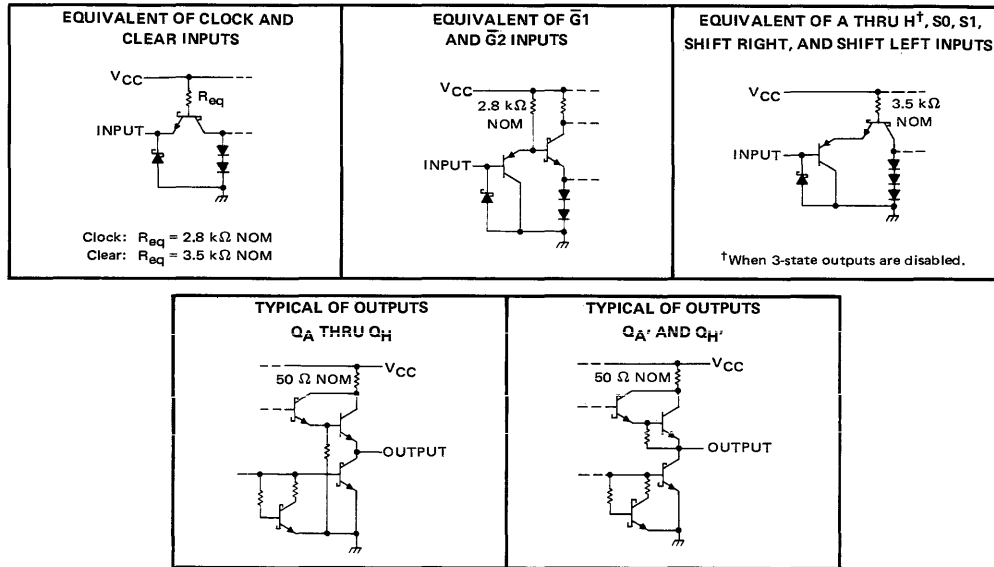 EQUIVALENT OF CLOCK AND
CLEAR INPUTS
VCC
Req
INPUT
Clock: Req = 2.8 kΩ NOM
Clear: Req = 3.5 kΩ NOM
EQUIVALENT OF G̅1
AND G̅2 INPUTS
VCC
2.8 kΩ
NOM
INPUT
EQUIVALENT OF A THRU H†, S0, S1,
SHIFT RIGHT, AND SHIFT LEFT INPUTS
VCC
3.5 kΩ
NOM
INPUT
†When 3-state outputs are disabled.
TYPICAL OF OUTPUTS
QA THRU QH
VCC
50 Ω NOM
OUTPUT
TYPICAL OF OUTPUTS
QA' AND QH'
VCC
50 Ω NOM
OUTPUT